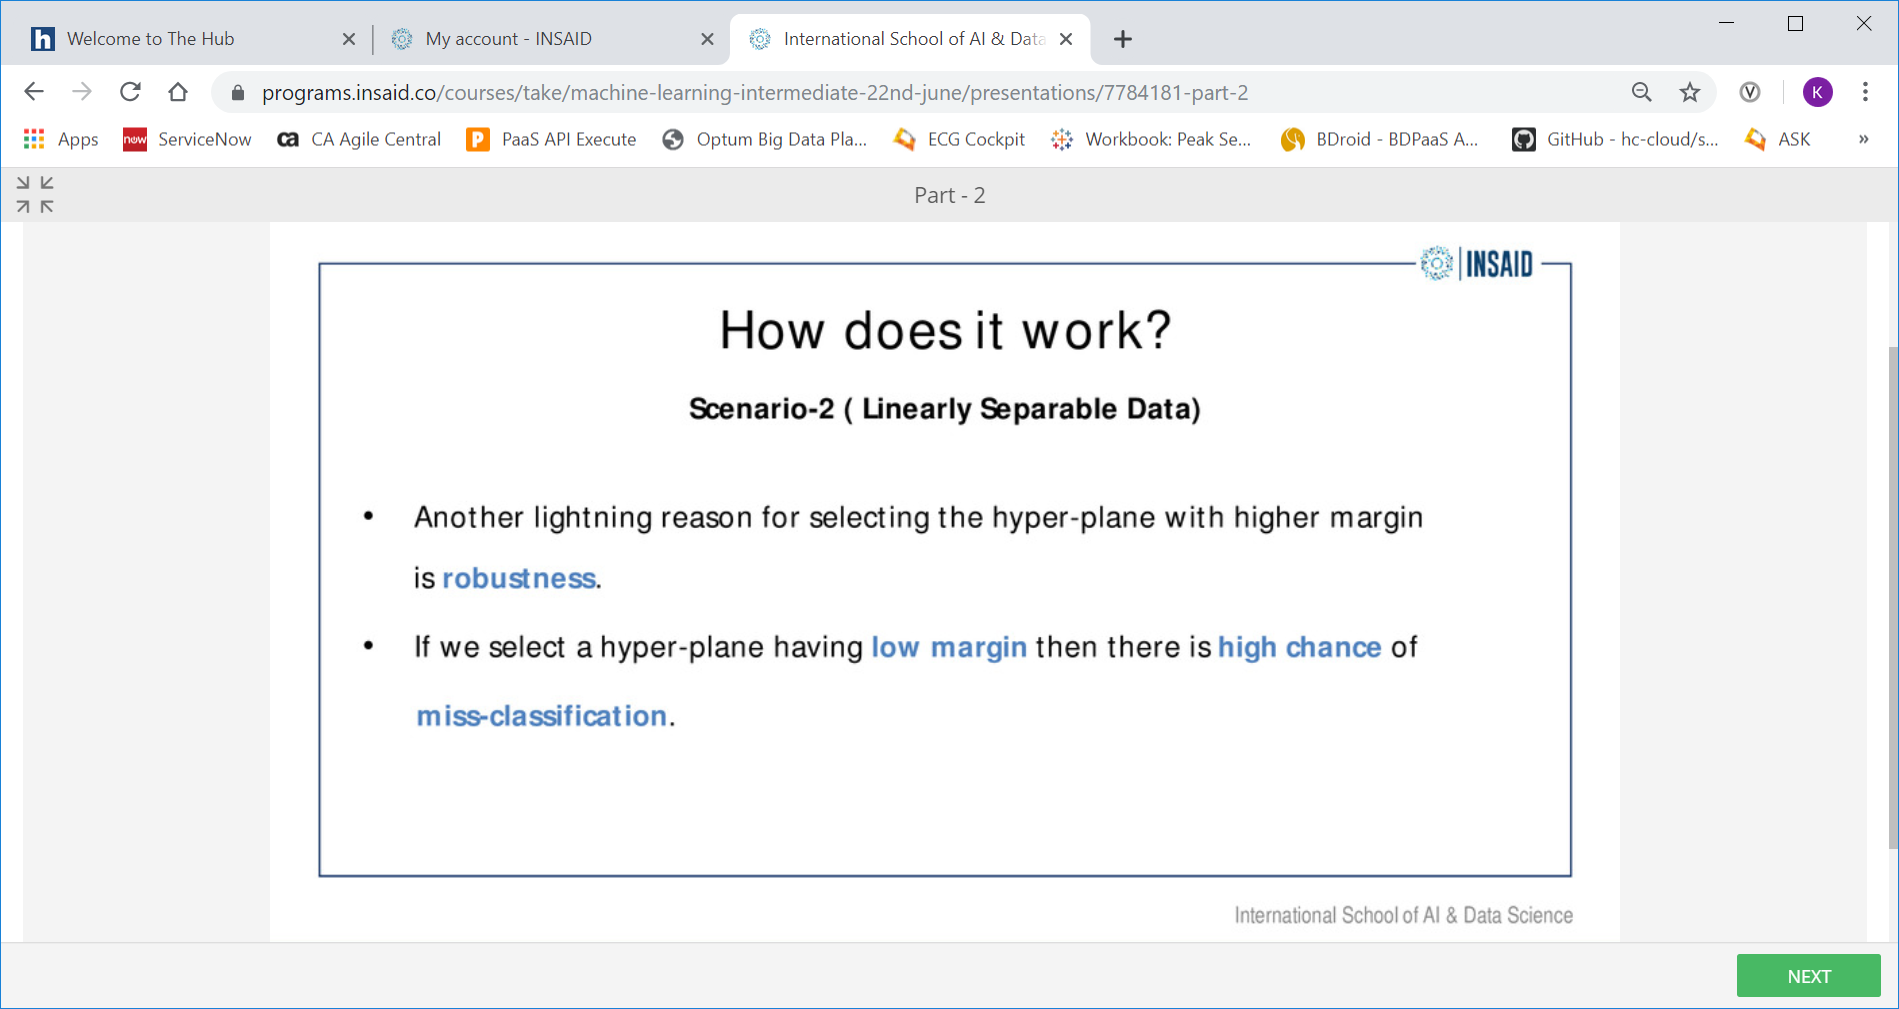 Welcome to The Hub
My account - INSAID
International School of AI & Data
programs.insaid.co/courses/take/machine-learning-intermediate-22nd-june/presentations/7784181-part-2
K
Apps
now ServiceNow
ca CA Agile Central
P PaaS API Execute
Optum Big Data Pla...
ECG Cockpit
Workbook: Peak Se...
BDroid - BDPaaS A...
GitHub - hc-cloud/s...
ASK
»
Part - 2
INSAID
How does it work?
Scenario-2 ( Linearly Separable Data)
• Another lightning reason for selecting the hyper-plane with higher margin
is robustness.
• If we select a hyper-plane having low margin then there is high chance of
miss-classification.
International School of AI & Data Science
NEXT